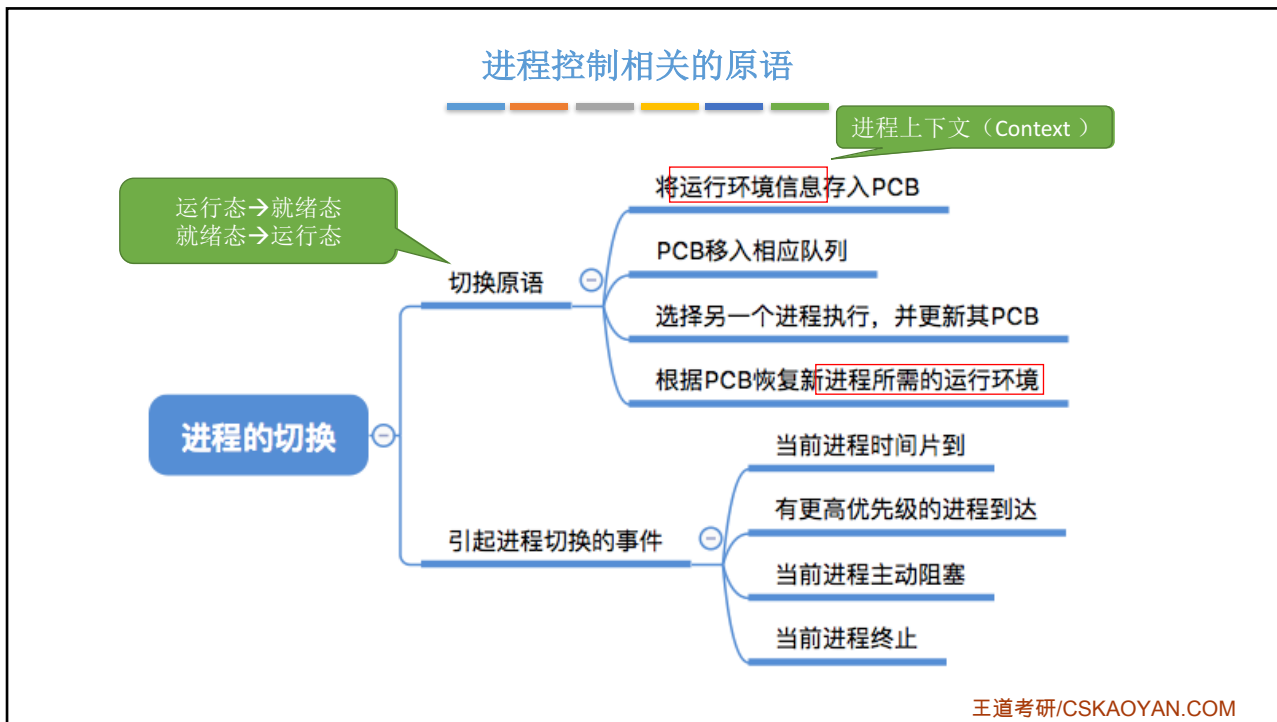 进程控制相关的原语
进程上下文（Context ）
运行态→就绪态
就绪态→运行态
将运行环境信息存入PCB
PCB移入相应队列
切换原语
选择另一个进程执行，并更新其PCB
根据PCB恢复新进程所需的运行环境
进程的切换
当前进程时间片到
有更高优先级的进程到达
引起进程切换的事件
当前进程主动阻塞
当前进程终止
王道考研/CSKAOYAN.COM